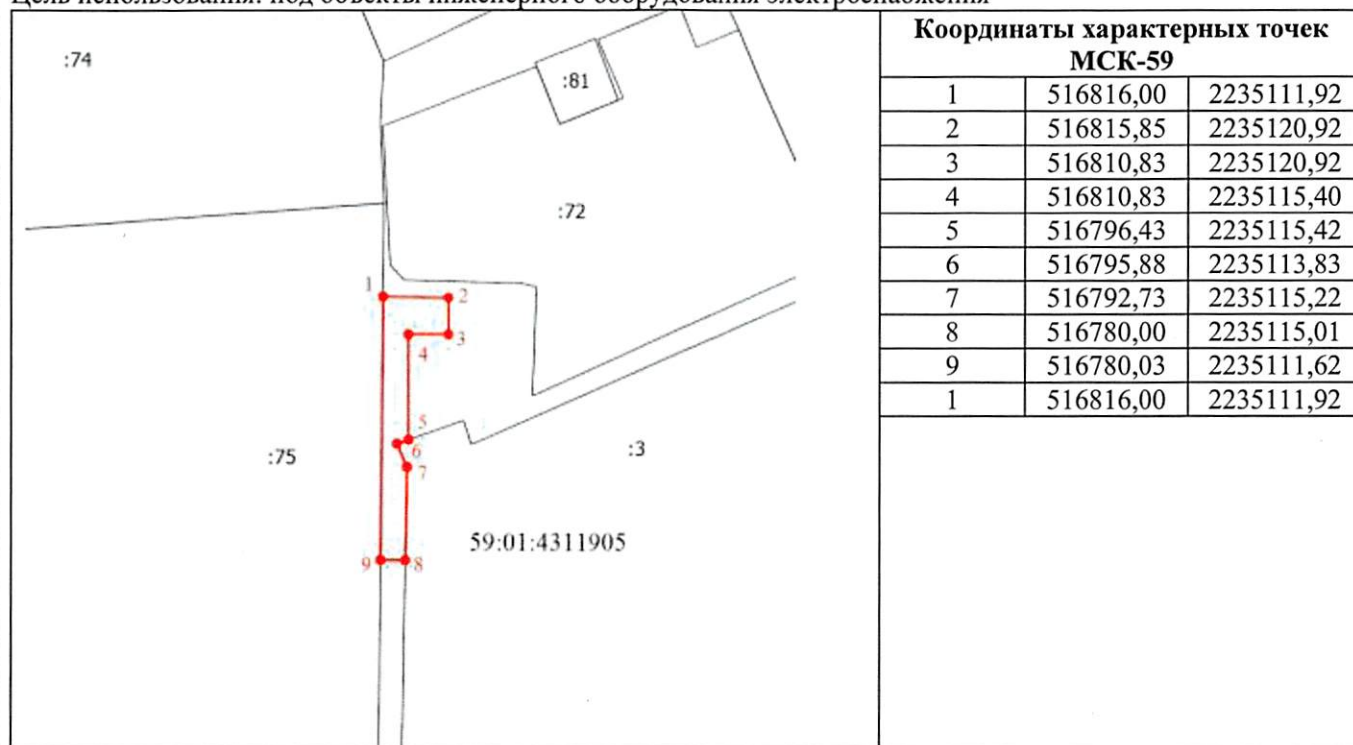 Цель использования: под объекты инженерного оборудования электроснабжения
:74
:81
:72
1
2
3
4
5
6
7
:75
:3
59:01:4311905
9
8
Координаты характерных точек
МСК-59
1 516816,00 2235111,92
2 516815,85 2235120,92
3 516810,83 2235120,92
4 516810,83 2235115,40
5 516796,43 2235115,42
6 516795,88 2235113,83
7 516792,73 2235115,22
8 516780,00 2235115,01
9 516780,03 2235111,62
1 516816,00 2235111,92